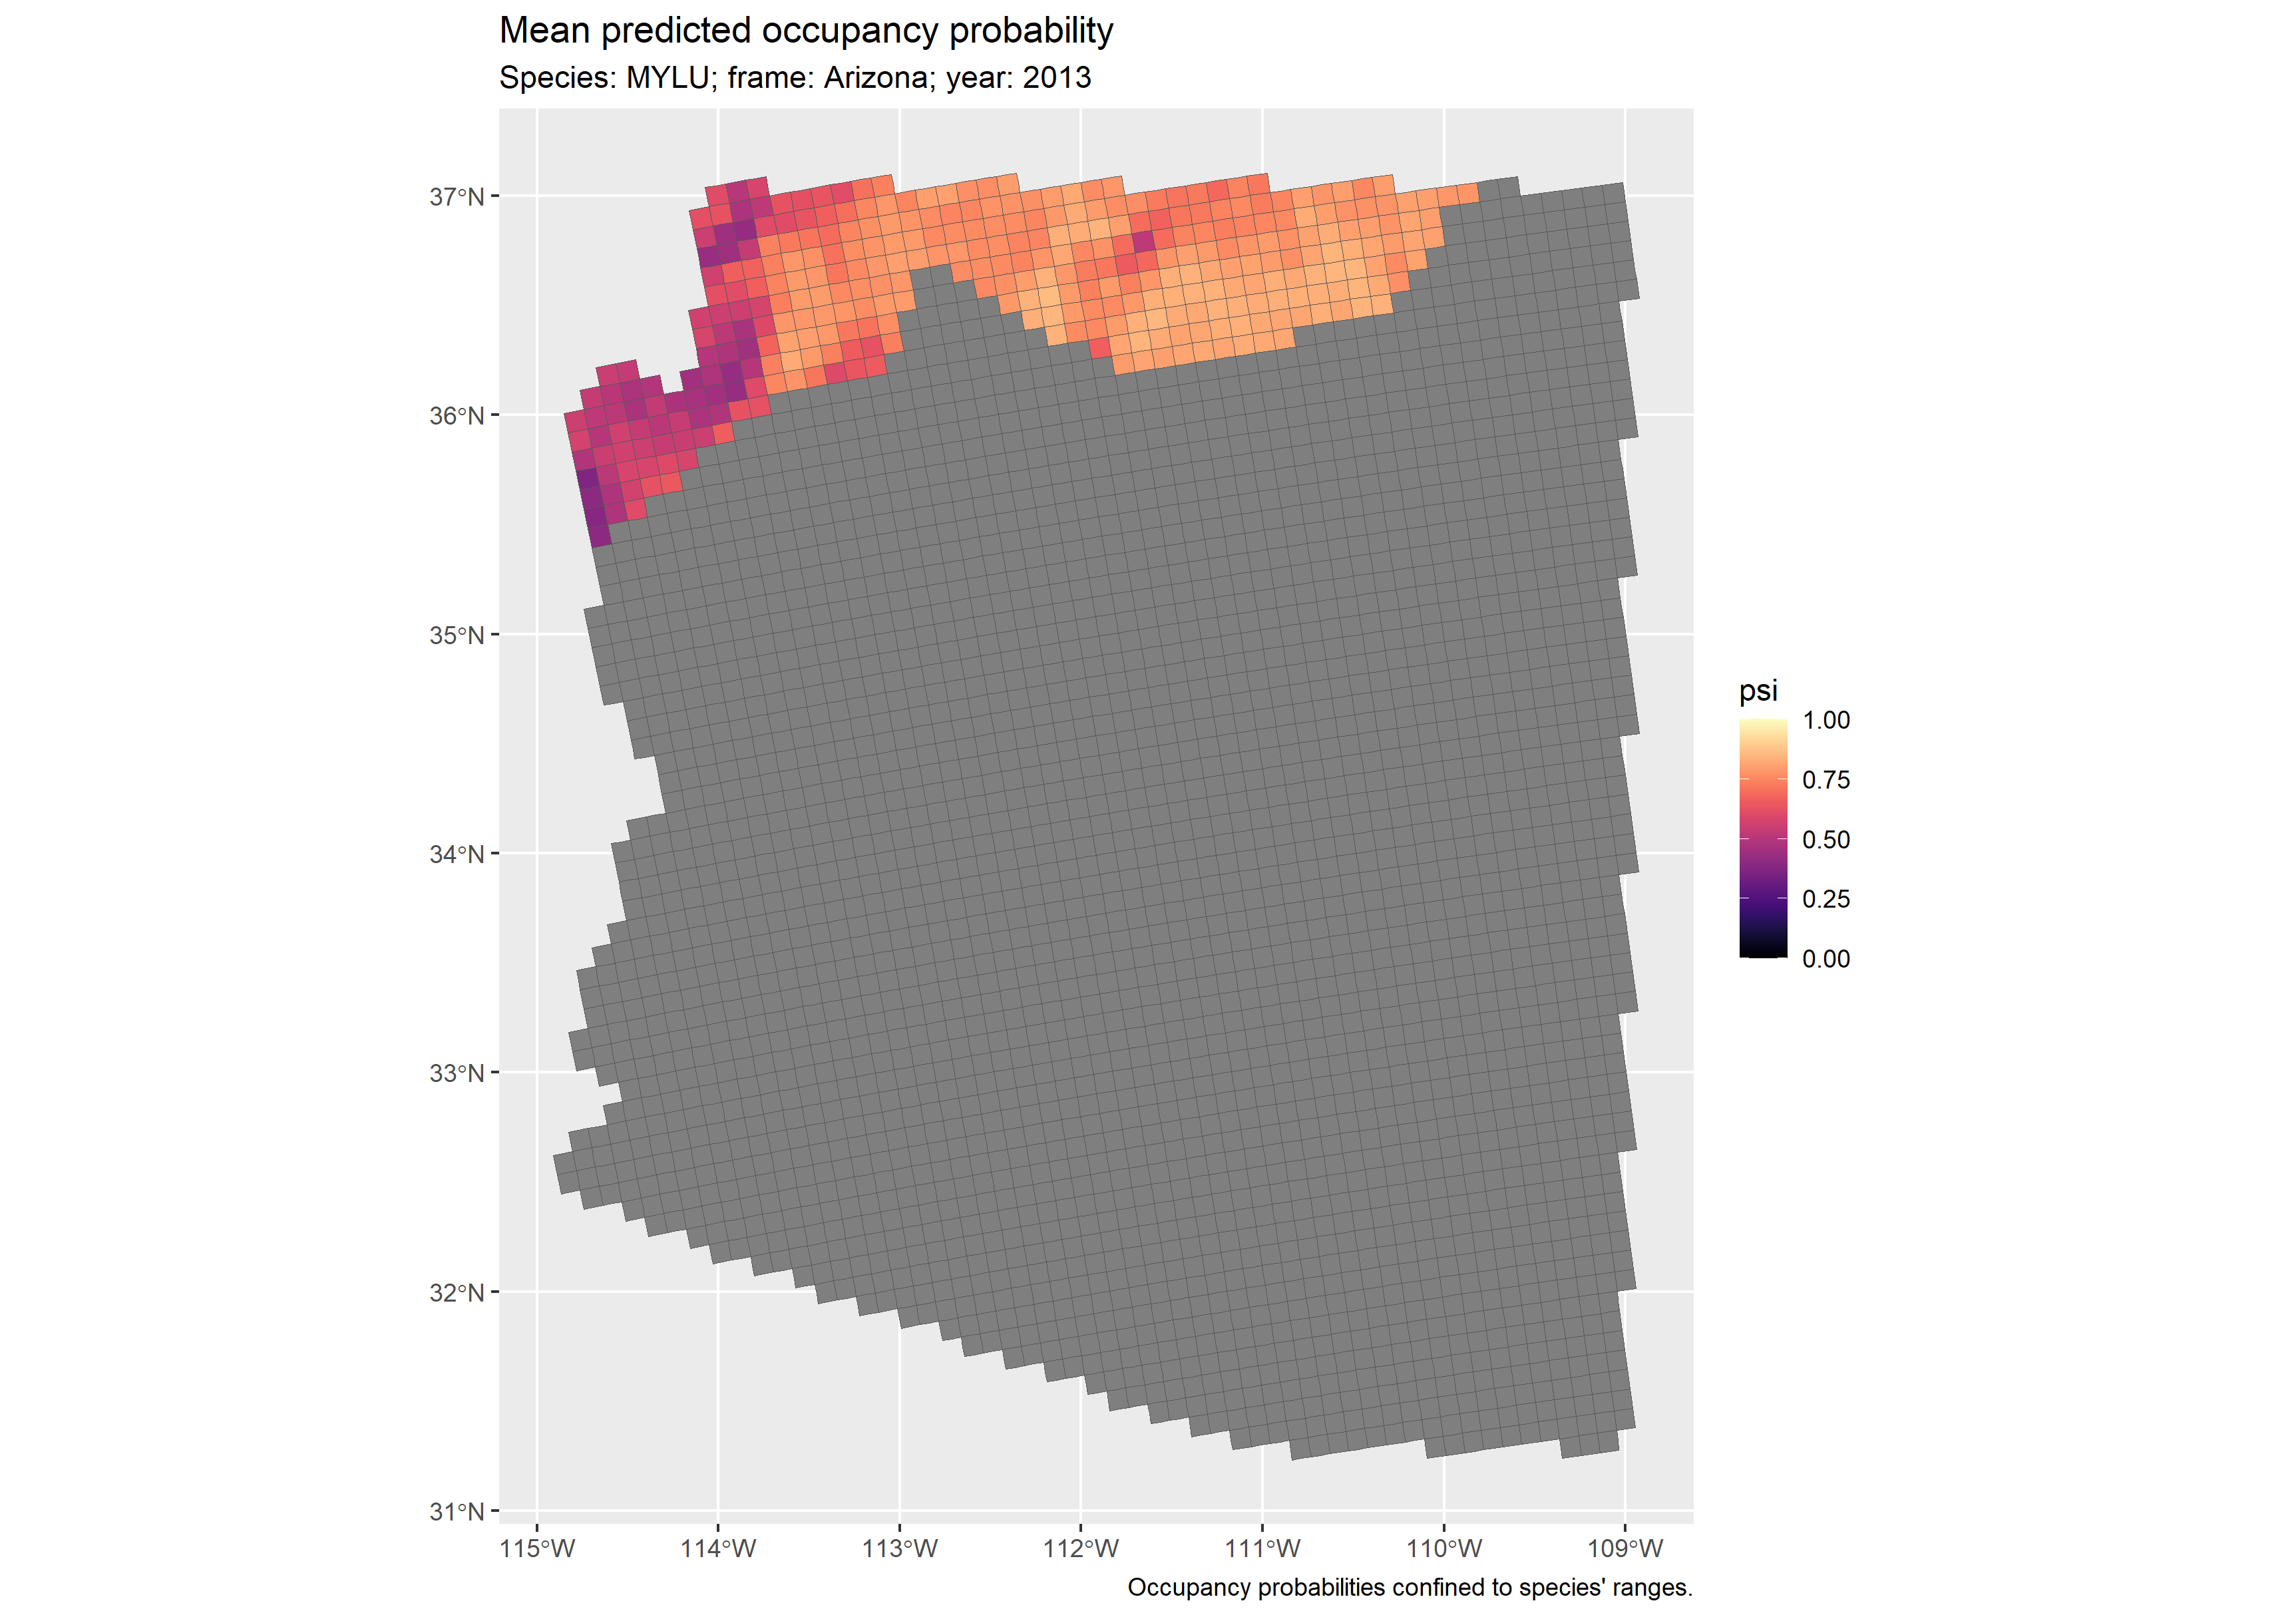 Mean predicted occupancy probability
Species: MYLU; frame: Arizona; year: 2013
37°N
36°N
35°N
34°N
33°N
32°N
31°N
115°W
114°W
113°W
112°W
111°W
110°W
109°W
psi
1.00
0.75
0.50
0.25
0.00
Occupancy probabilities confined to species' ranges.